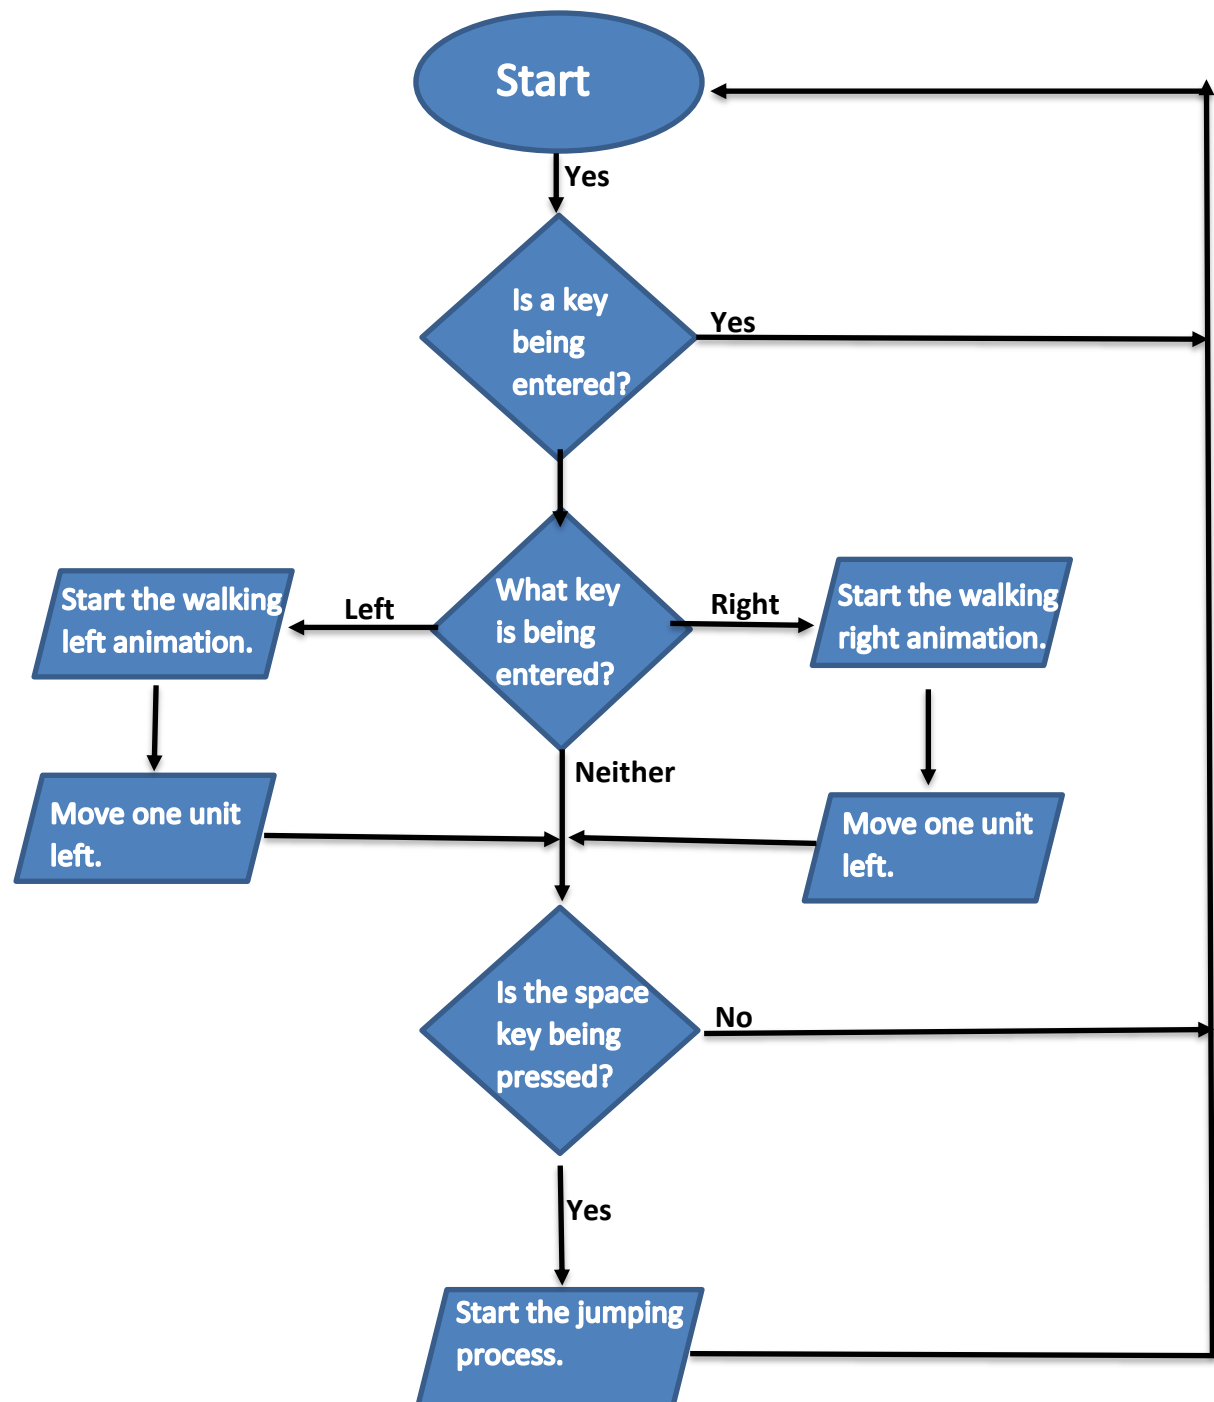 Start
Yes
Is a key
being
entered?
Yes
What key
is being
entered?
Left
Right
Start the walking
left animation.
Start the walking
right animation.
Neither
Move one unit
left.
Move one unit
left.
Is the space
key being
pressed?
No
Yes
Start the jumping
process.